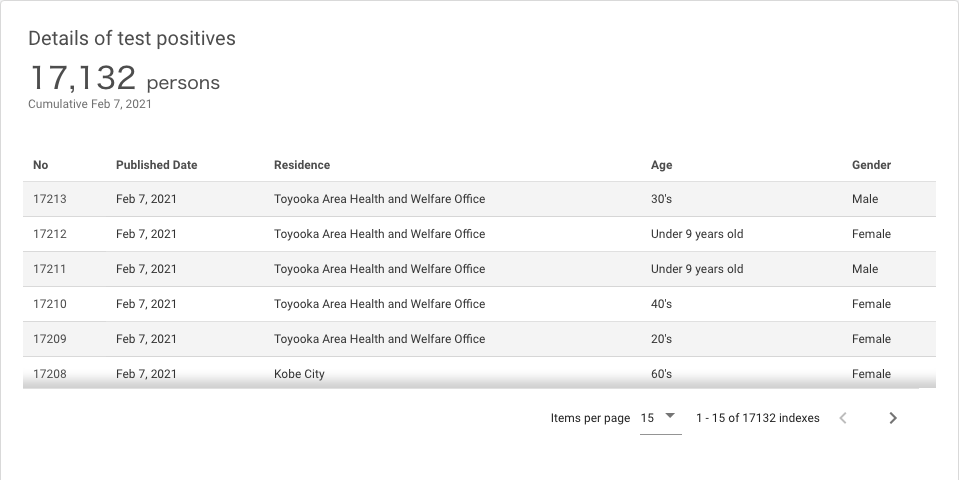 Details of test positives
17,132 persons
Cumulative Feb 7, 2021
No Published Date Residence Age Gender
17213 Feb 7, 2021 Toyooka Area Health and Welfare Office 30's Male
17212 Feb 7, 2021 Toyooka Area Health and Welfare Office Under 9 years old Female
17211 Feb 7, 2021 Toyooka Area Health and Welfare Office Under 9 years old Male
17210 Feb 7, 2021 Toyooka Area Health and Welfare Office 40's Female
17209 Feb 7, 2021 Toyooka Area Health and Welfare Office 20's Female
17208 Feb 7, 2021 Kobe City 60's Female
Items per page 15 1 - 15 of 17132 indexes